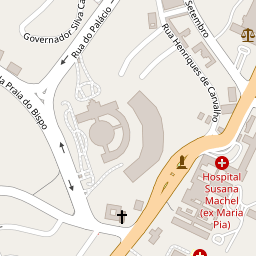 Governador Silva Ca
Rua do Palácio
Setembro
Rua Henriques de Carvalho
da Praia do Bispo
Hospital
Susana
Machel
(ex Maria
Pia)